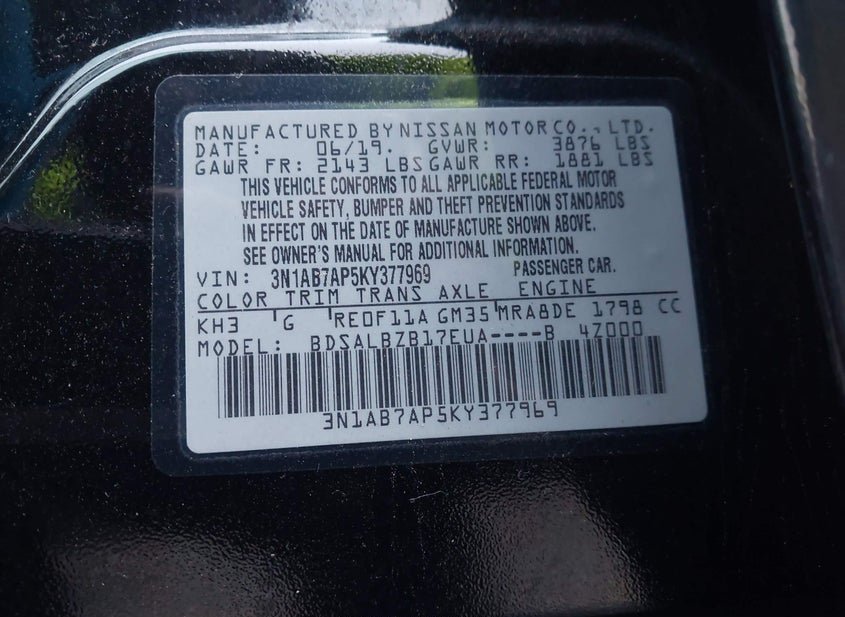 MANUFACTURED BY NISSAN MOTOR CO., LTD.
DATE: 06/19. GVWR: 3876 LBS
GAWR FR: 2143 LBS GAWR RR: 1881 LBS
THIS VEHICLE CONFORMS TO ALL APPLICABLE FEDERAL MOTOR
VEHICLE SAFETY, BUMPER AND THEFT PREVENTION STANDARDS
IN EFFECT ON THE DATE OF MANUFACTURE SHOWN ABOVE.
SEE OWNER'S MANUAL FOR ADDITIONAL INFORMATION.
VIN: 3N1AB7AP5KY377969 PASSENGER CAR.
COLOR TRIM TRANS AXLE ENGINE
KH3 'G 'RE0F11A GM35'MRA8DE 1798 CC
MODEL: BDSALBZB17EUA----B 4Z000
3N1AB7AP5KY377969